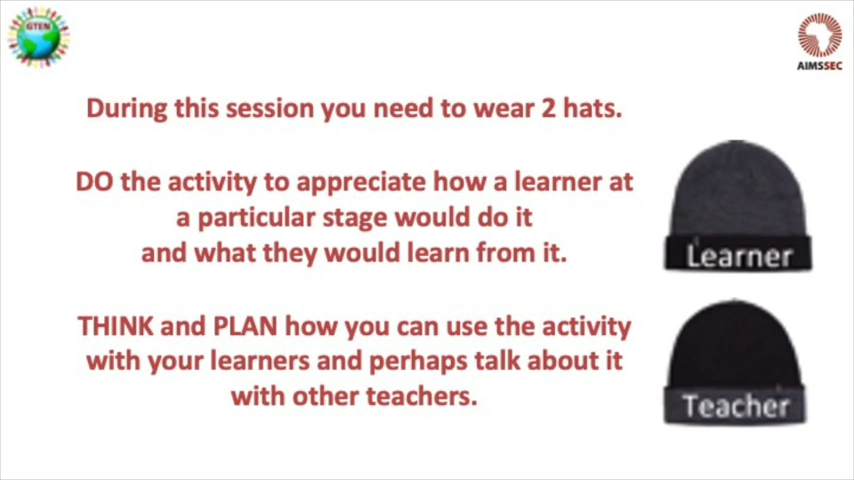 GTEN
AIMSSEC
During this session you need to wear 2 hats.
DO the activity to appreciate how a learner at
a particular stage would do it
and what they would learn from it.
Learner
THINK and PLAN how you can use the activity
with your learners and perhaps talk about it
with other teachers.
Teacher